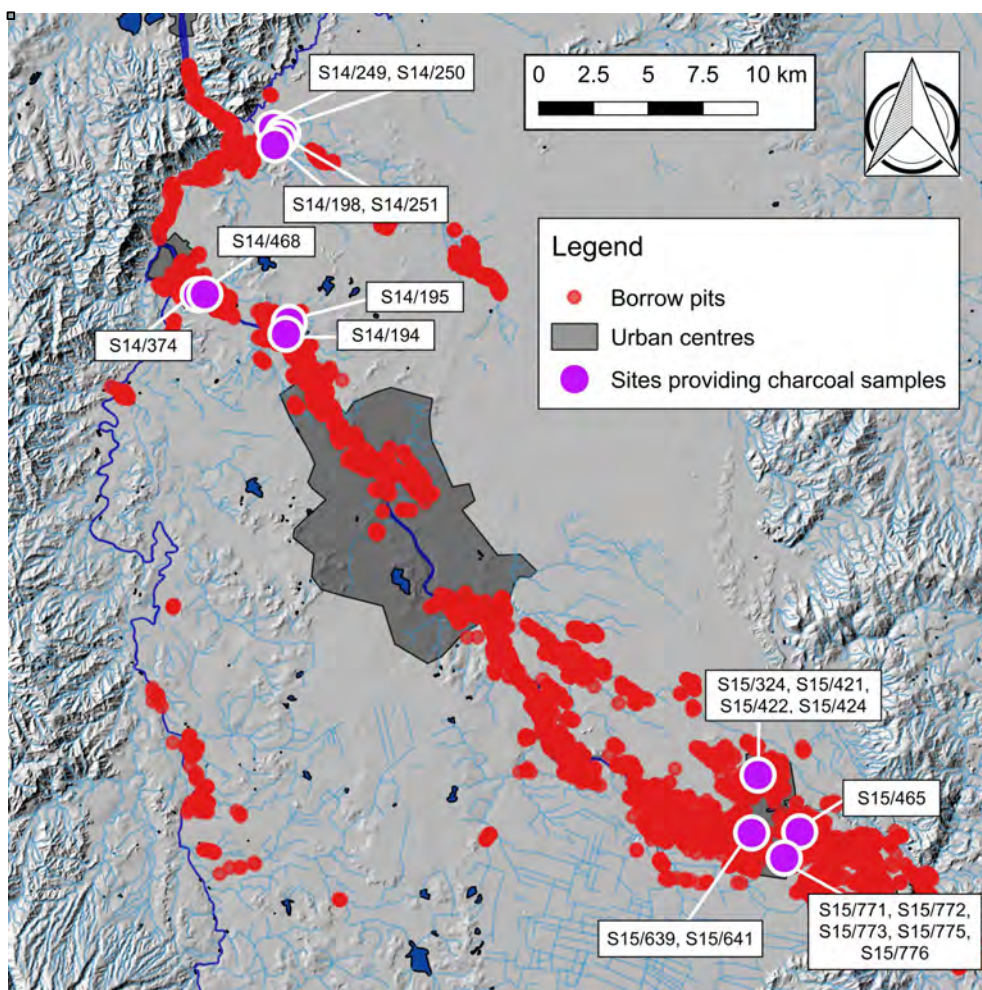 S14/249, S14/250
0 2.5 5 7.5 10 km
S14/198, S14/251
S14/468
S14/195
S14/194
S14/374
Legend
Borrow pits
Urban centres
Sites providing charcoal samples
S15/324, S15/421,
S15/422, S15/424
S15/465
S15/639, S15/641
S15/771, S15/772,
S15/773, S15/775,
S15/776